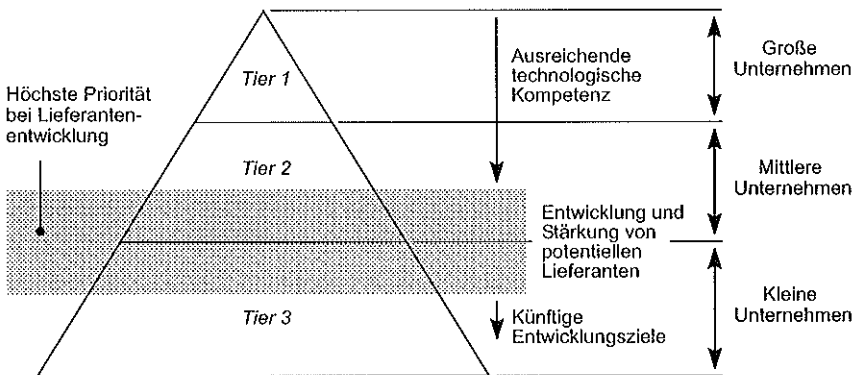 Höchste Priorität
bei Lieferanten-
entwicklung
Tier 1
Tier 2
Tier 3
Ausreichende
technologische
Kompetenz
Entwicklung und
Stärkung von
potentiellen
Lieferanten
Künftige
Entwicklungsziele
Große
Unternehmen
Mittlere
Unternehmen
Kleine
Unternehmen